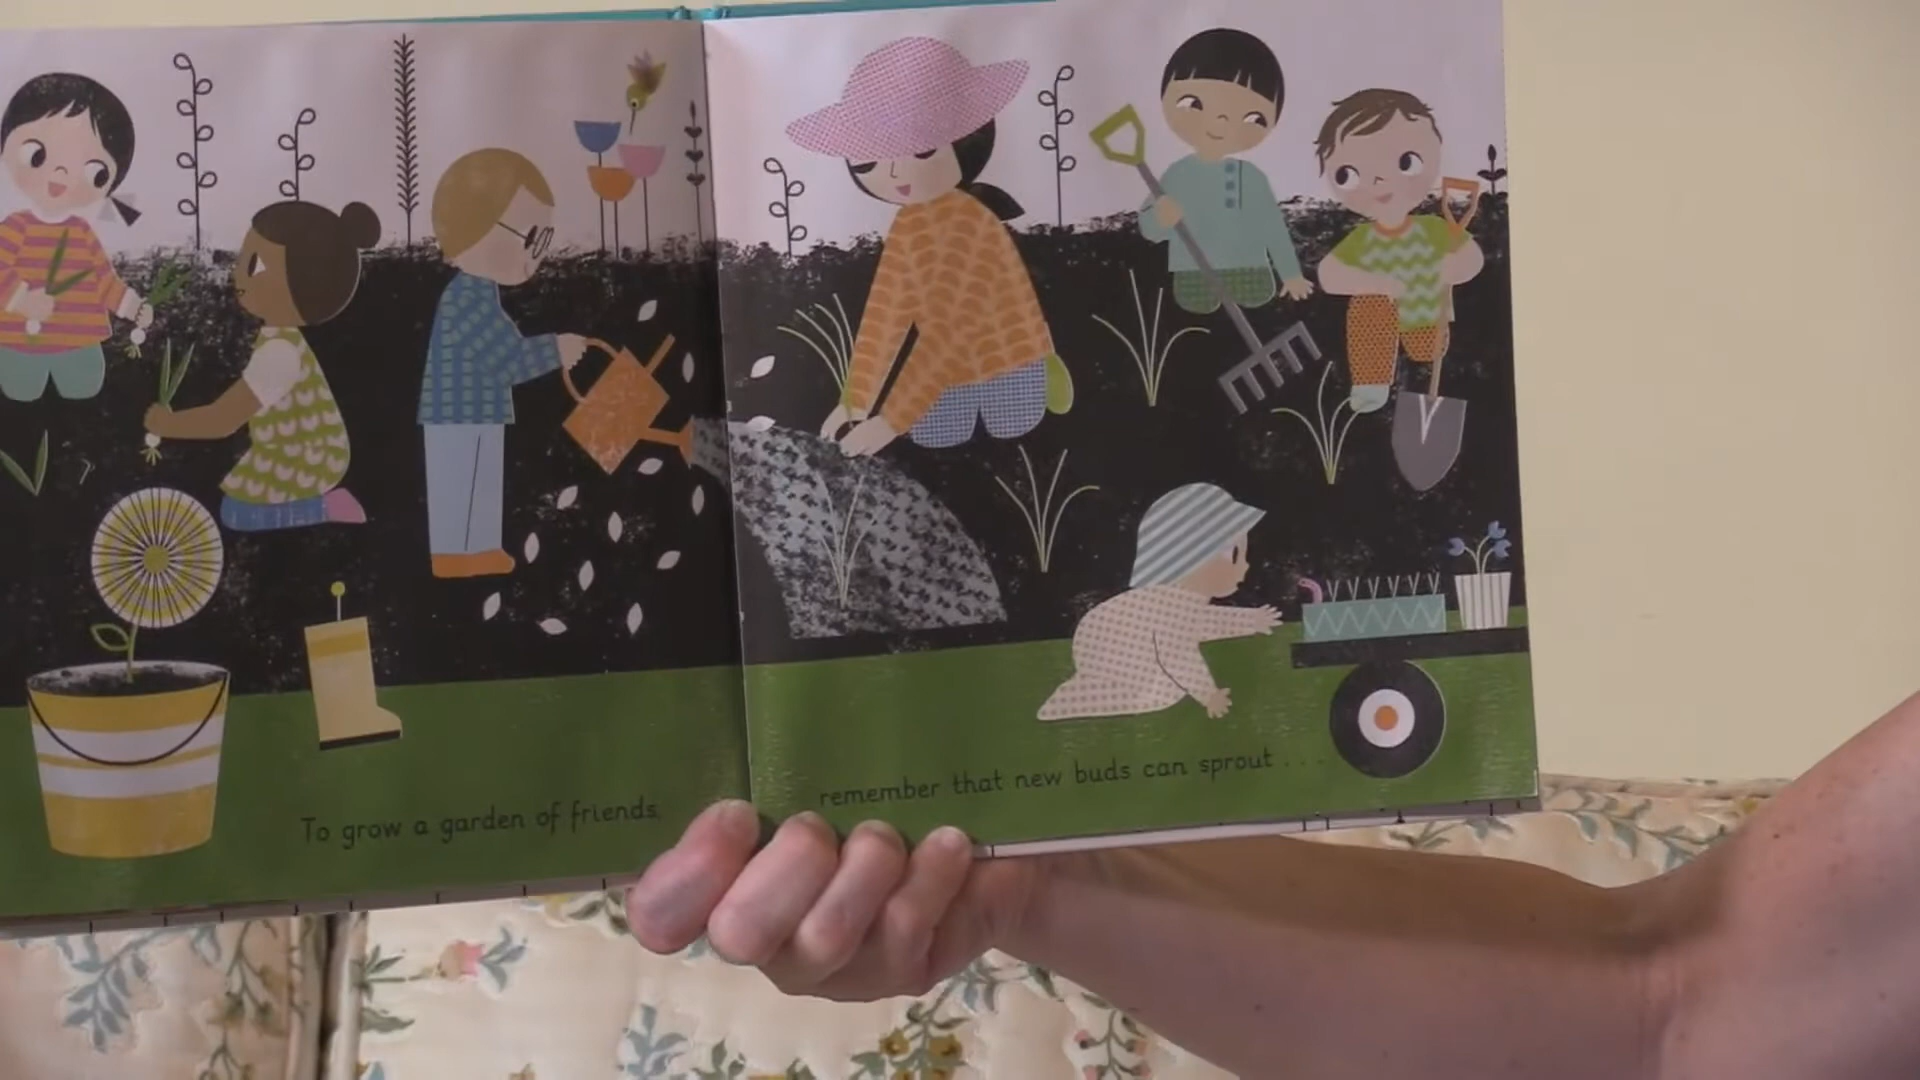 To grow a garden of friends,
remember that new buds can sprout . . .